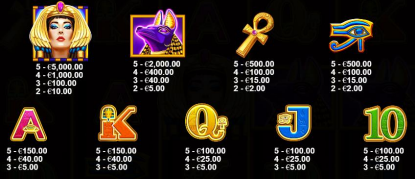 5 - €5,000.00
4 - €1,000.00
3 - €100.00
2 - €10.00
5 - €2,000.00
4 - €400.00
3 - €40.00
2 - €5.00
5 - €500.00
4 - €100.00
3 - €15.00
2 - €2.00
5 - €500.00
4 - €100.00
3 - €15.00
2 - €2.00
A
5 - €150.00
4 - €40.00
3 - €5.00
K
5 - €150.00
4 - €40.00
3 - €5.00
Q
5 - €100.00
4 - €25.00
3 - €5.00
J
5 - €100.00
4 - €25.00
3 - €5.00
10
5 - €100.00
4 - €25.00
3 - €5.00